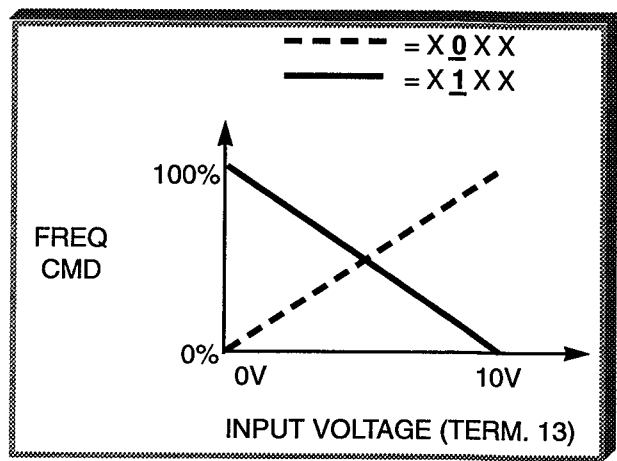 = X 0 X X
= X 1 X X
100%
FREQ
CMD
0%
0V 10V
INPUT VOLTAGE (TERM. 13)